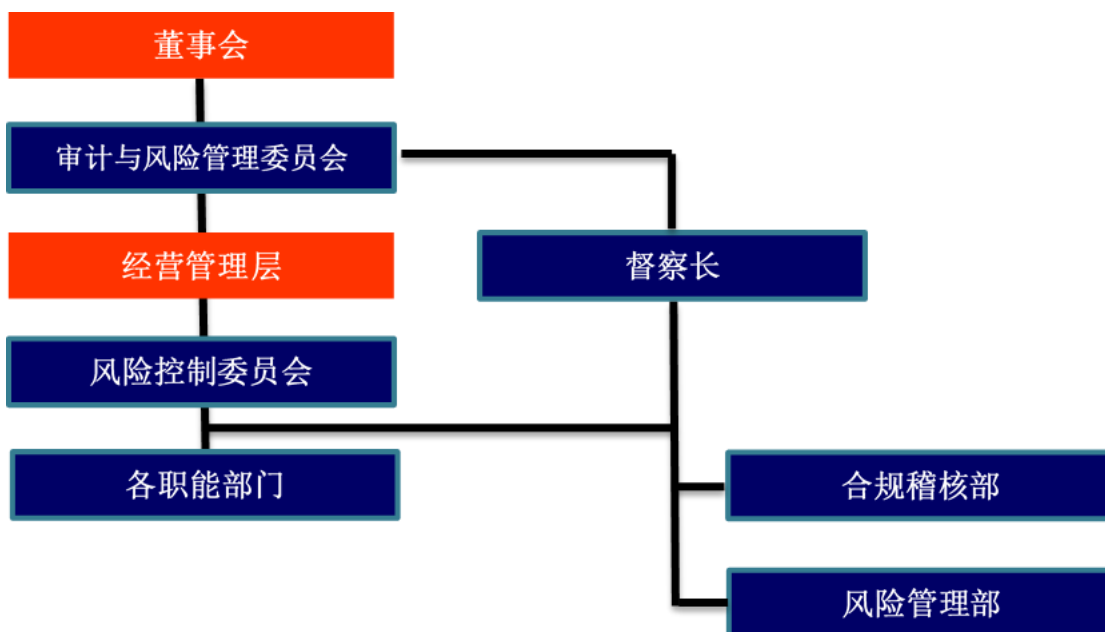 董事会
审计与风险管理委员会
经营管理层
督察长
风险控制委员会
各职能部门
合规稽核部
风险管理部